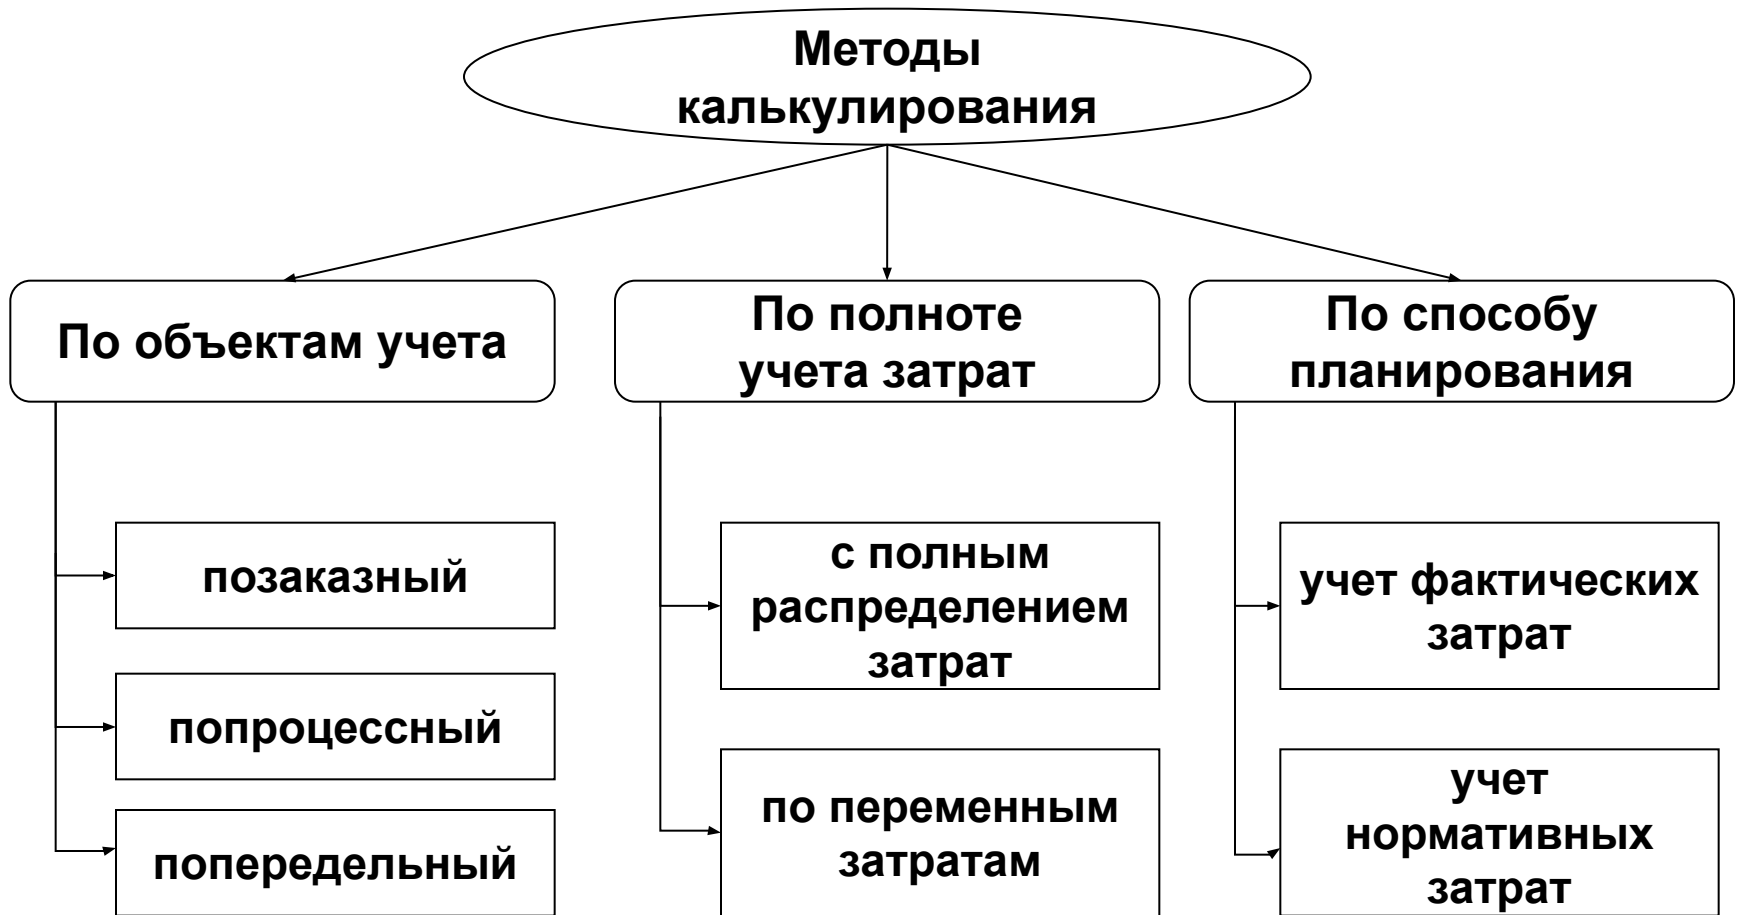 Методы
калькулирования
По объектам учета
По полноте
учета затрат
По способу
планирования
позаказный
попроцессный
попередельный
с полным
распределением
затрат
по переменным
затратам
учет фактических
затрат
учет
нормативных
затрат